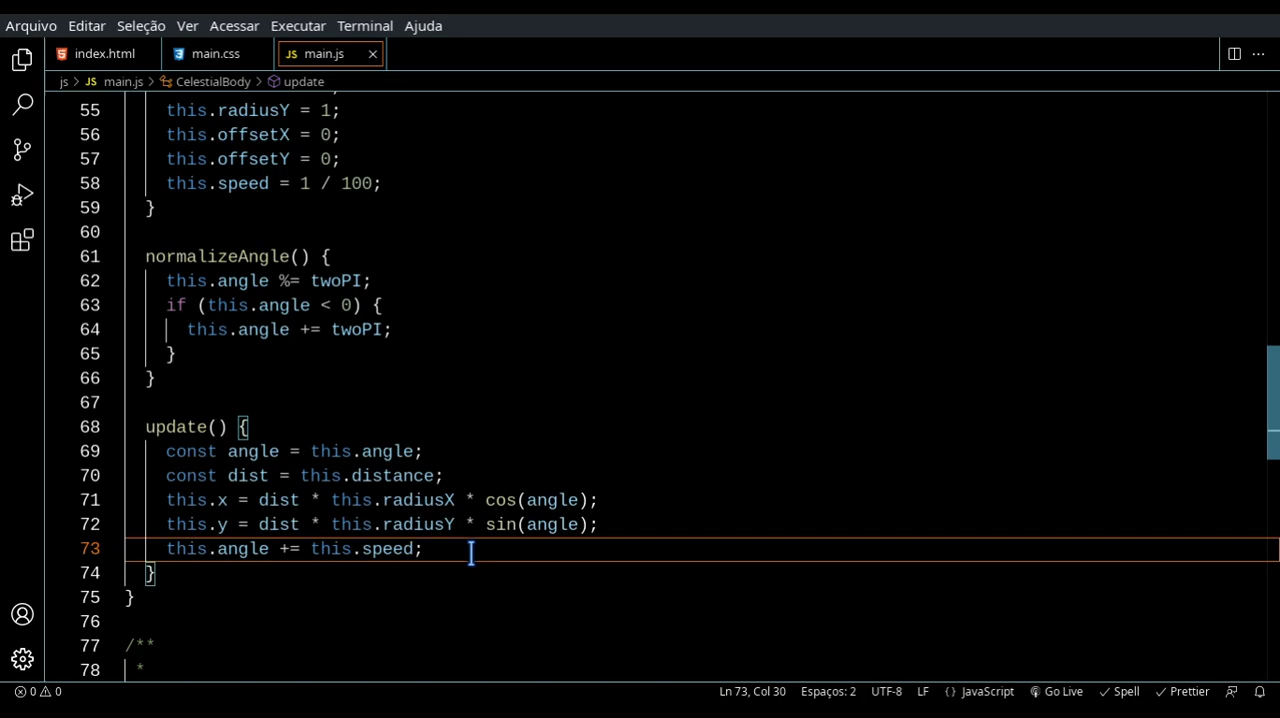 Arquivo Editar Seleção Ver Acessar Executar Terminal Ajuda
index.html main.css JS main.js
js > JS main.js > CelestialBody > update
55 this.radiusY = 1;
56 this.offsetX = 0;
57 this.offsetY = 0;
58 this.speed = 1 / 100;
59 }
60
61 normalizeAngle() {
62 this.angle %= twoPI;
63 if (this.angle < 0) {
64 this.angle += twoPI;
65 }
66 }
67
68 update() {
69 const angle = this.angle;
70 const dist = this.distance;
71 this.x = dist * this.radiusX * cos(angle);
72 this.y = dist * this.radiusY * sin(angle);
73 this.angle += this.speed;
74 }
75 }
76
77 /**
78 *
0 0 Ln 73, Col 30 Espaços: 2 UTF-8 LF {} JavaScript Go Live Spell Prettier